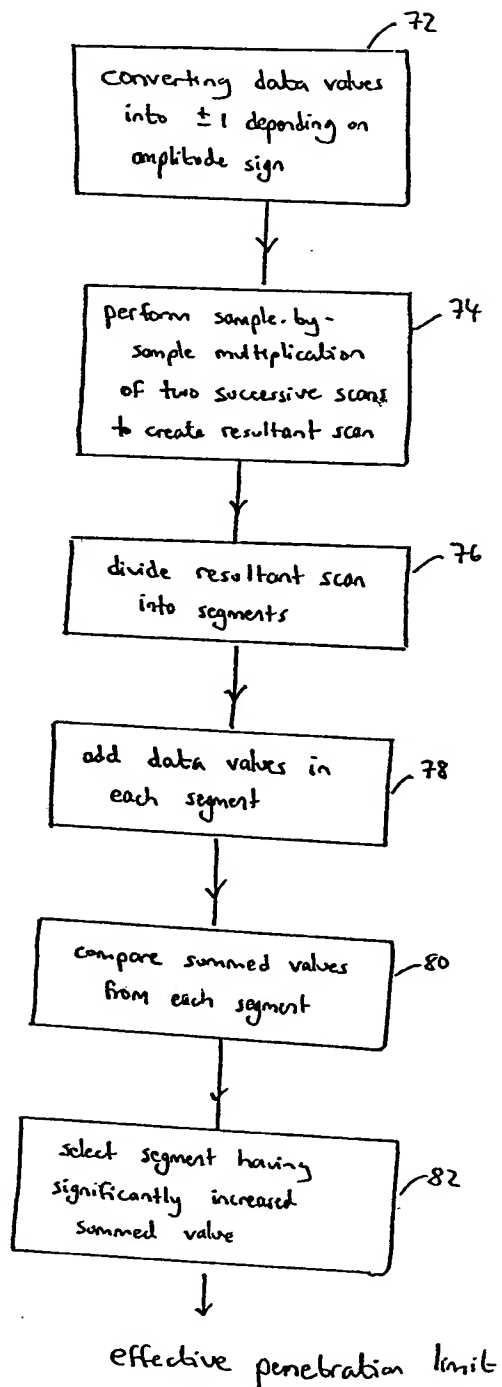 72
converting data values
into ±1 depending on
amplitude sign
74
perform sample-by-
sample multiplication
of two successive scans
to create resultant scan
76
divide resultant scan
into segments
add data values in
each segment
78
compare summed values
from each segment
80
select segment having
significantly increased
summed value
82
effective penetration limit